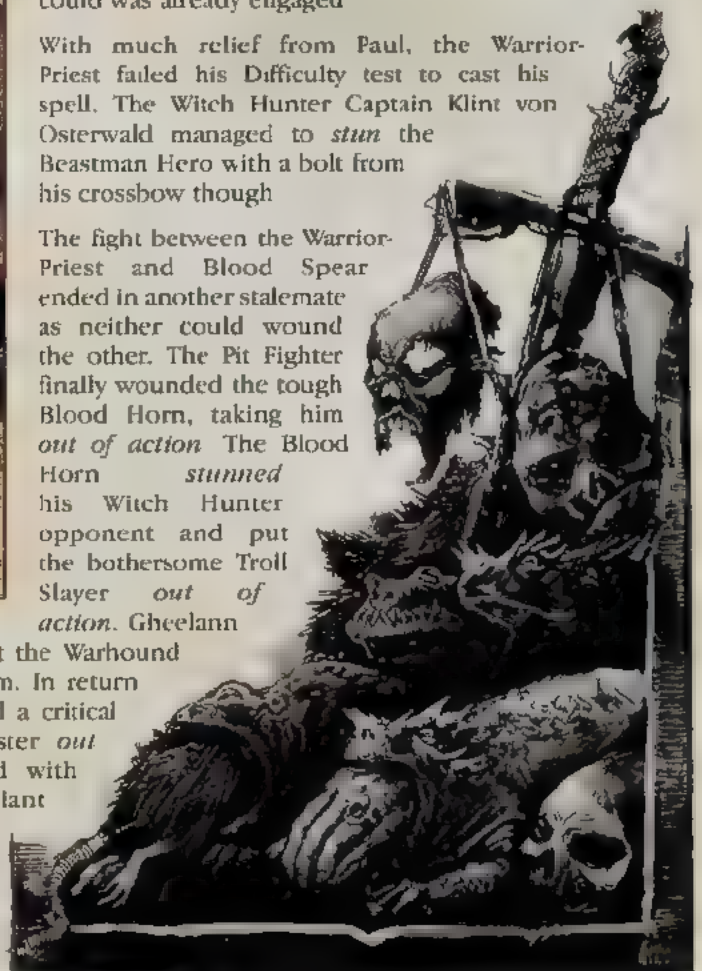 could was already engaged
With much relief from Paul, the Warrior-
Priest failed his Difficulty test to cast his
spell. The Witch Hunter Captain Klint von
Osterwald managed to stun the
Beastman Hero with a bolt from
his crossbow though
The fight between the Warrior-
Priest and Blood Spear
ended in another stalemate
as neither could wound
the other. The Pit Fighter
finally wounded the tough
Blood Horn, taking him
out of action The Blood
Horn stunned
his Witch Hunter
opponent and put
the bothersome Troll
Slayer out of
action. Gheelann
the Warhound
In return
a critical
out
with